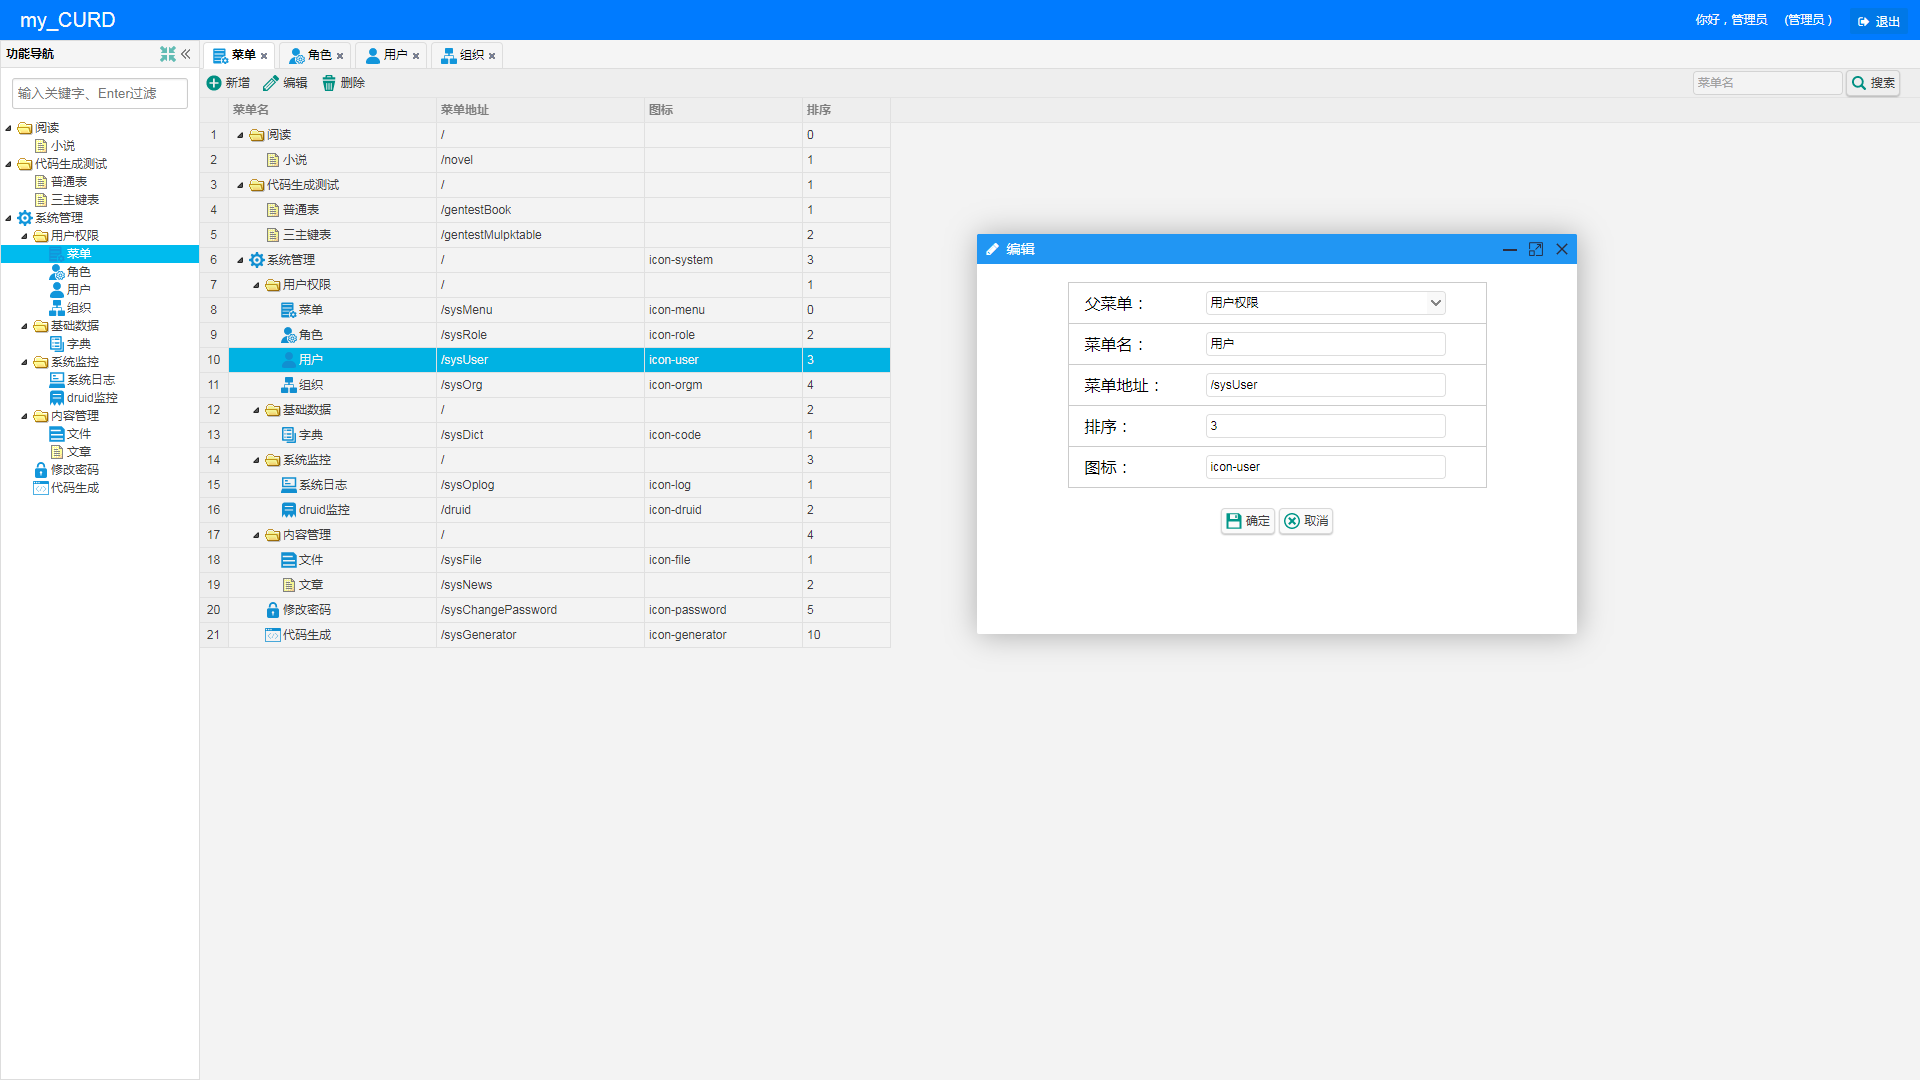 my_CURD
你好，管理员 (管理员) 退出
功能导航
输入关键字、Enter过滤
阅读
小说
代码生成测试
普通表
三主键表
系统管理
用户权限
菜单
角色
用户
组织
基础数据
字典
系统监控
系统日志
druid监控
内容管理
文件
文章
修改密码
代码生成
菜单 角色 用户 组织
新增 编辑 删除 菜单名 搜索
菜单名 菜单地址 图标 排序
1 阅读 / 0
2 小说 /novel 1
3 代码生成测试 / 1
4 普通表 /gentestBook 1
5 三主键表 /gentestMulpktable 2
6 系统管理 / icon-system 3
7 用户权限 / 1
8 菜单 /sysMenu icon-menu 0
9 角色 /sysRole icon-role 2
10 用户 /sysUser icon-user 3
11 组织 /sysOrg icon-orgm 4
12 基础数据 / 2
13 字典 /sysDict icon-code 1
14 系统监控 / 3
15 系统日志 /sysOplog icon-log 1
16 druid监控 /druid icon-druid 2
17 内容管理 / 4
18 文件 /sysFile icon-file 1
19 文章 /sysNews 2
20 修改密码 /sysChangePassword icon-password 5
21 代码生成 /sysGenerator icon-generator 10
编辑
父菜单： 用户权限
菜单名： 用户
菜单地址： /sysUser
排序： 3
图标： icon-user
确定 取消